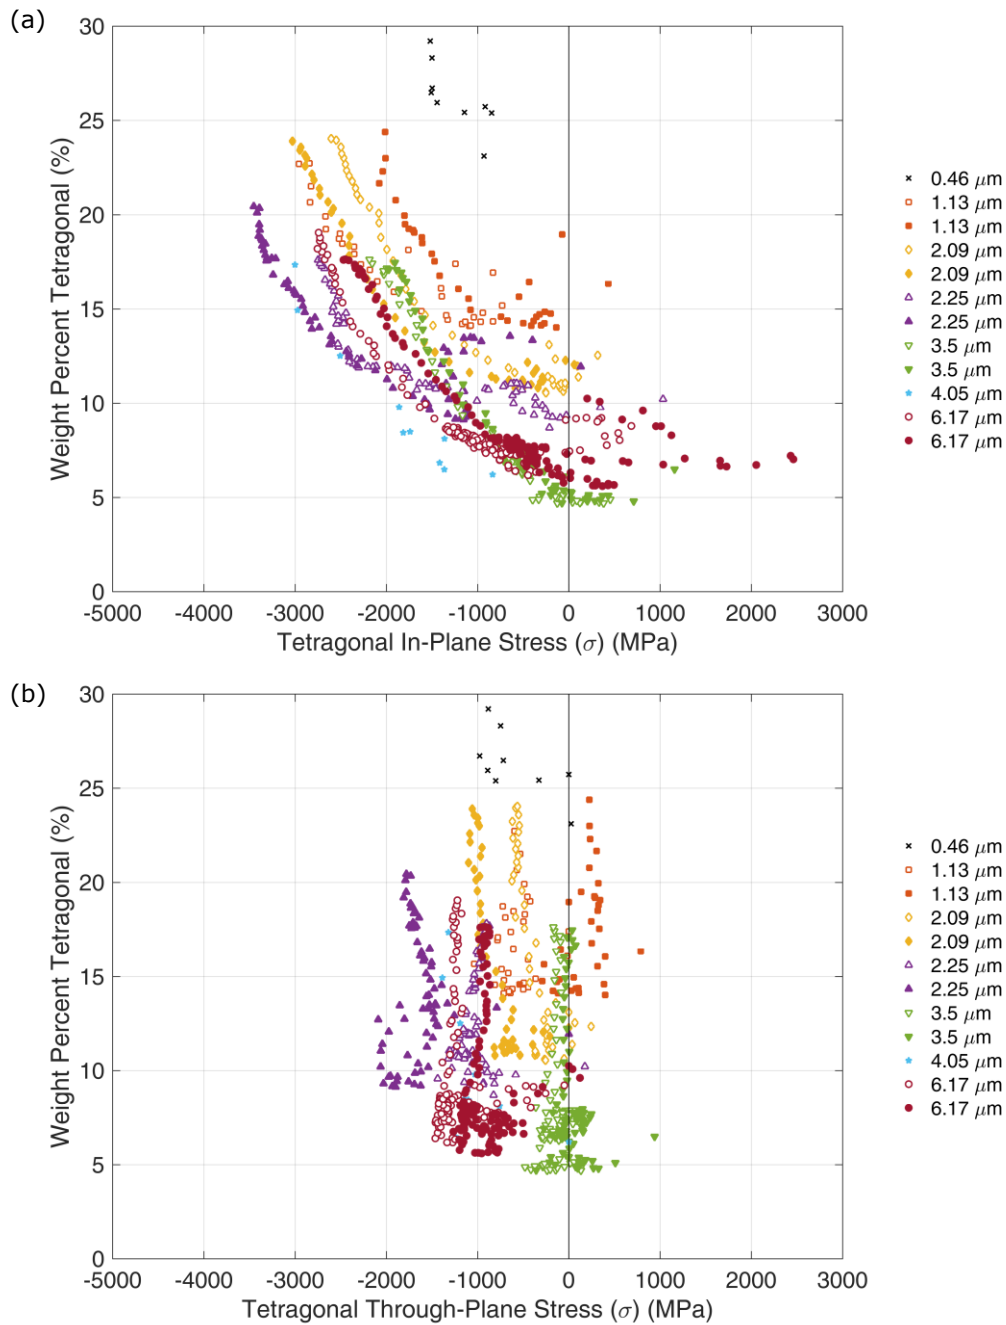 (a)
30
25
20
15
10
5
0
Weight Percent Tetragonal (%)
-5000 -4000 -3000 -2000 -1000 0 1000 2000 3000
Tetragonal In-Plane Stress (σ) (MPa)
0.46 μm
1.13 μm
1.13 μm
2.09 μm
2.09 μm
2.25 μm
2.25 μm
3.5 μm
3.5 μm
4.05 μm
6.17 μm
6.17 μm
(b)
30
25
20
15
10
5
0
Weight Percent Tetragonal (%)
-5000 -4000 -3000 -2000 -1000 0 1000 2000 3000
Tetragonal Through-Plane Stress (σ) (MPa)
0.46 μm
1.13 μm
1.13 μm
2.09 μm
2.09 μm
2.25 μm
2.25 μm
3.5 μm
3.5 μm
4.05 μm
6.17 μm
6.17 μm